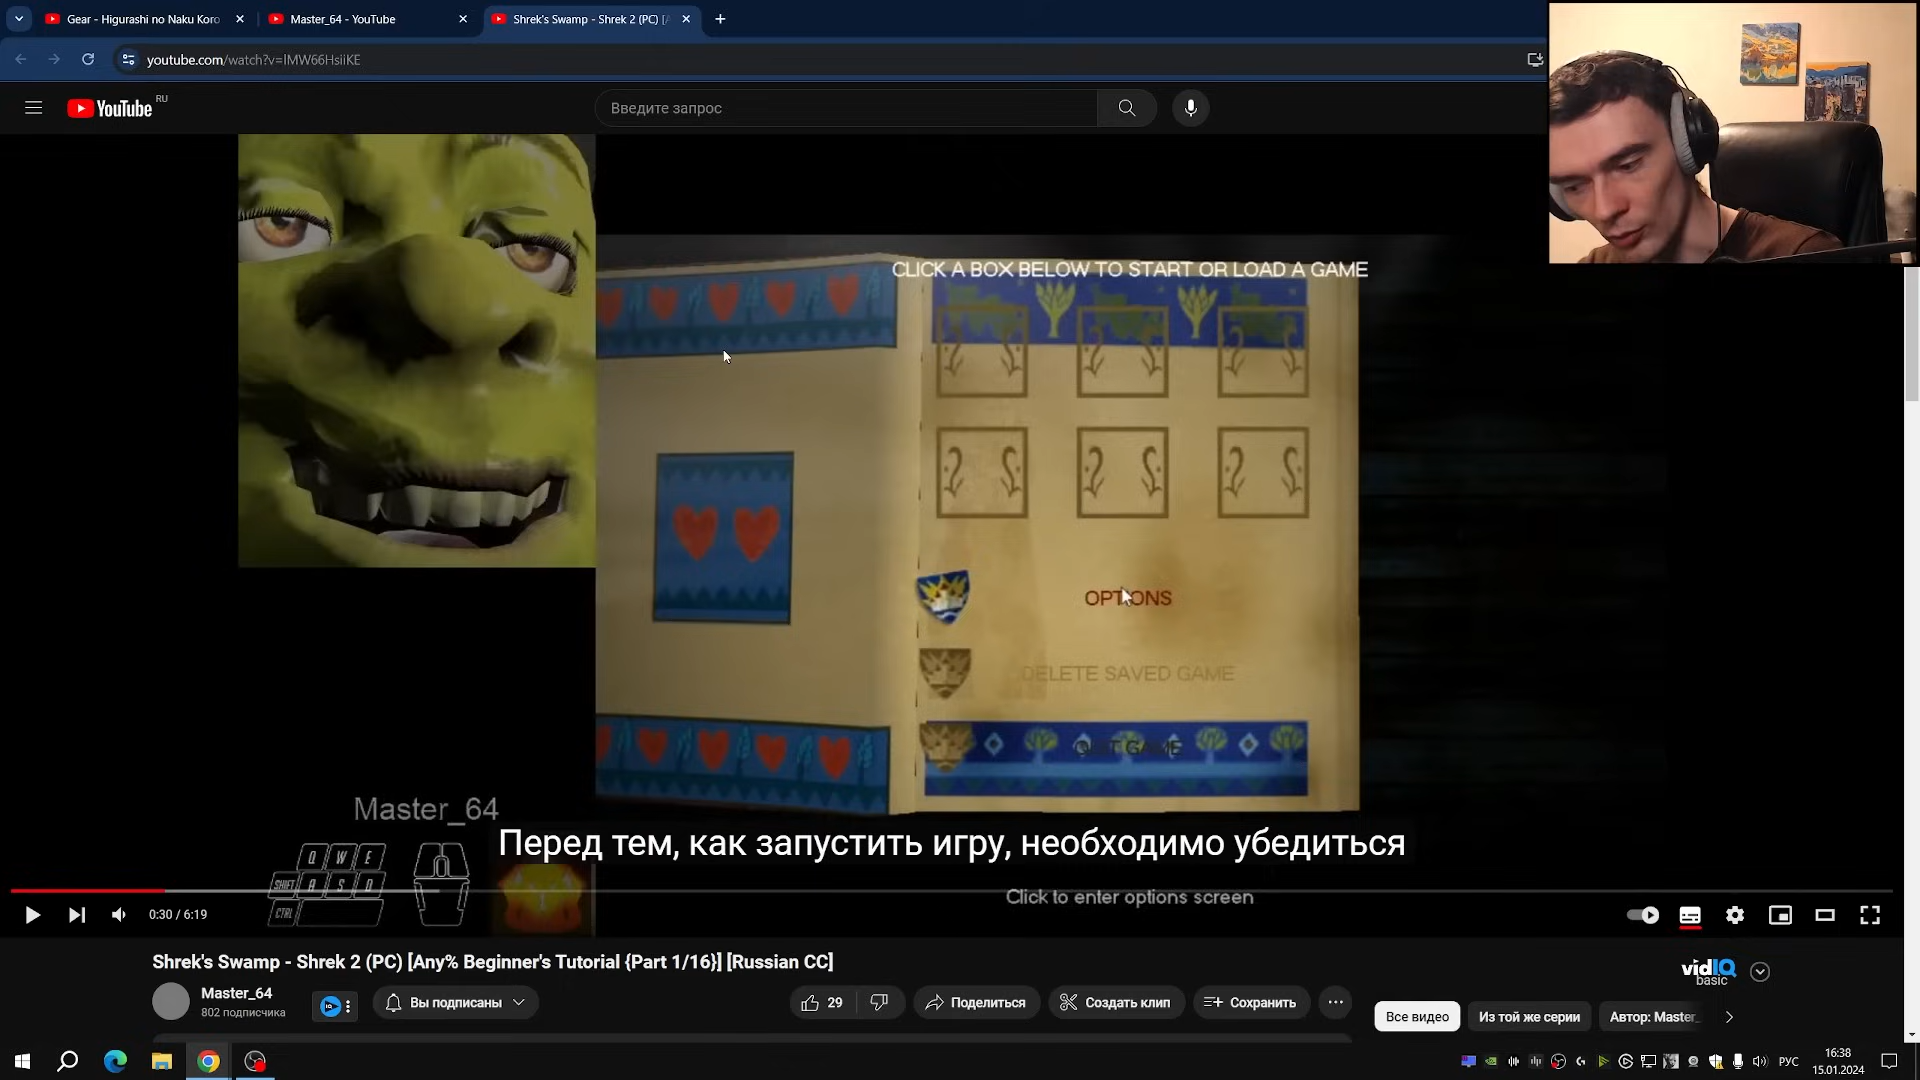 Gear - Higurashi no Naku Koro
Master_64 - YouTube
Shrek's Swamp - Shrek 2 (PC) [A
youtube.com/watch?v=lMW66HsiiKE
YouTube RU
Введите запрос
CLICK A BOX BELOW TO START OR LOAD A GAME
OPTIONS
DELETE SAVED GAME
QUIT GAME
Master_64
Q W E
SHIFT A S D
CTRL
Перед тем, как запустить игру, необходимо убедиться
Click to enter options screen
0:30 / 6:19
Shrek's Swamp - Shrek 2 (PC) [Any% Beginner's Tutorial {Part 1/16}] [Russian CC]
vidIQ
basic
Master_64
802 подписчика
Вы подписаны
29
Поделиться
Создать клип
Сохранить
Все видео
Из той же серии
Автор: Master_
РУС
16:38
15.01.2024